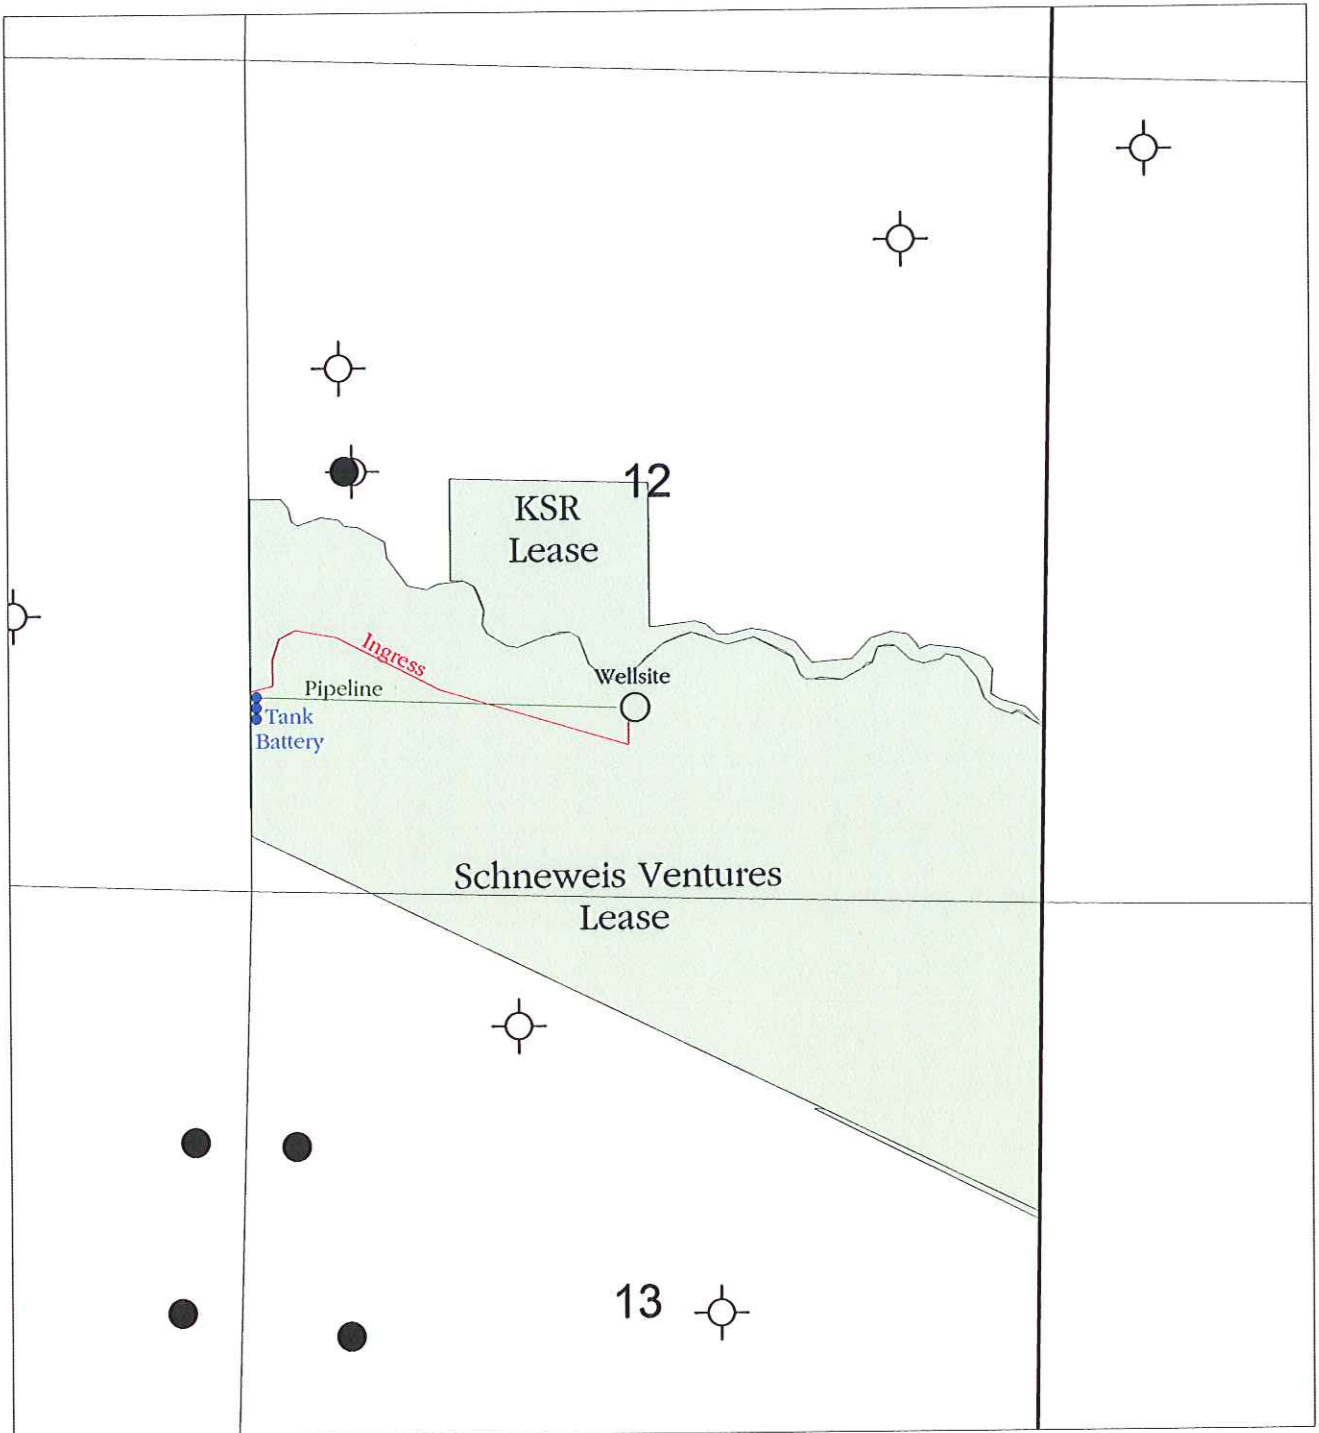 12
KSR
Lease
Ingress
Wellsite
Pipeline
Tank
Battery
Schneweis Ventures
Lease
13